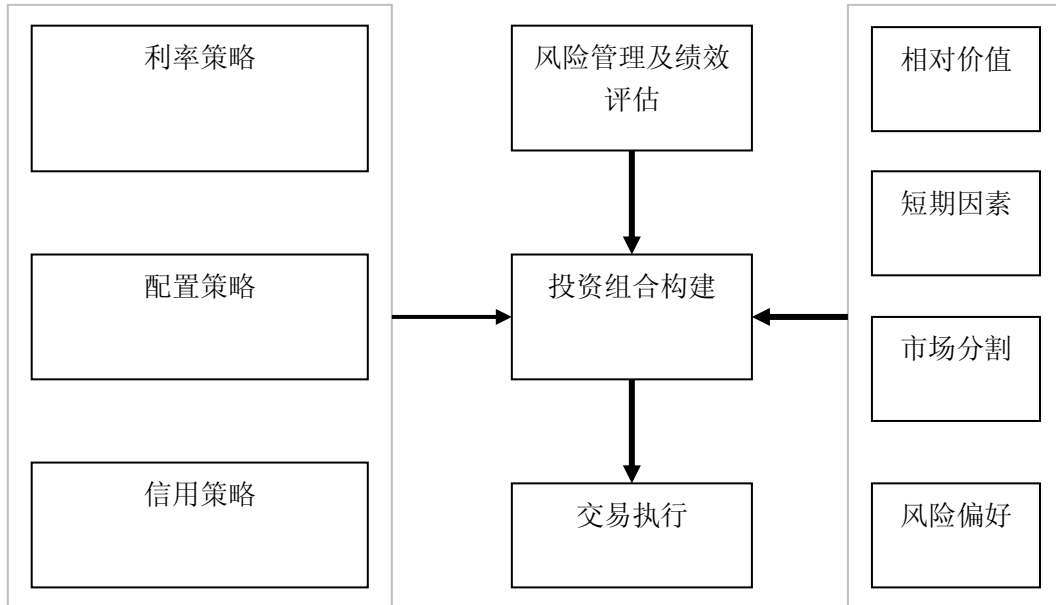 利率策略
配置策略
信用策略
风险管理及绩效
评估
投资组合构建
交易执行
相对价值
短期因素
市场分割
风险偏好